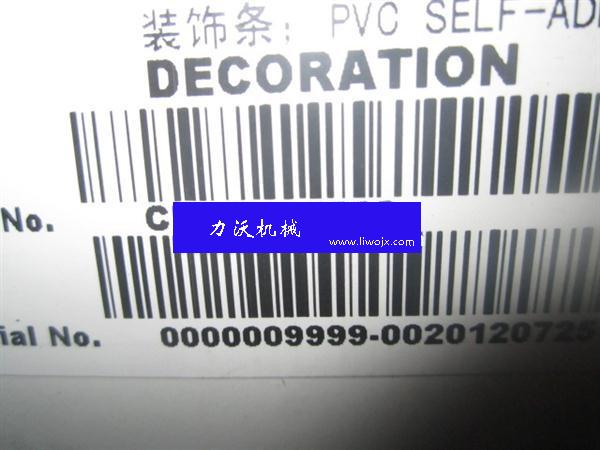 装饰条: PVC SELF-AD
DECORATION
No. C
力沃机械
www.liwojx.com
ial No. 0000009999-0020120725